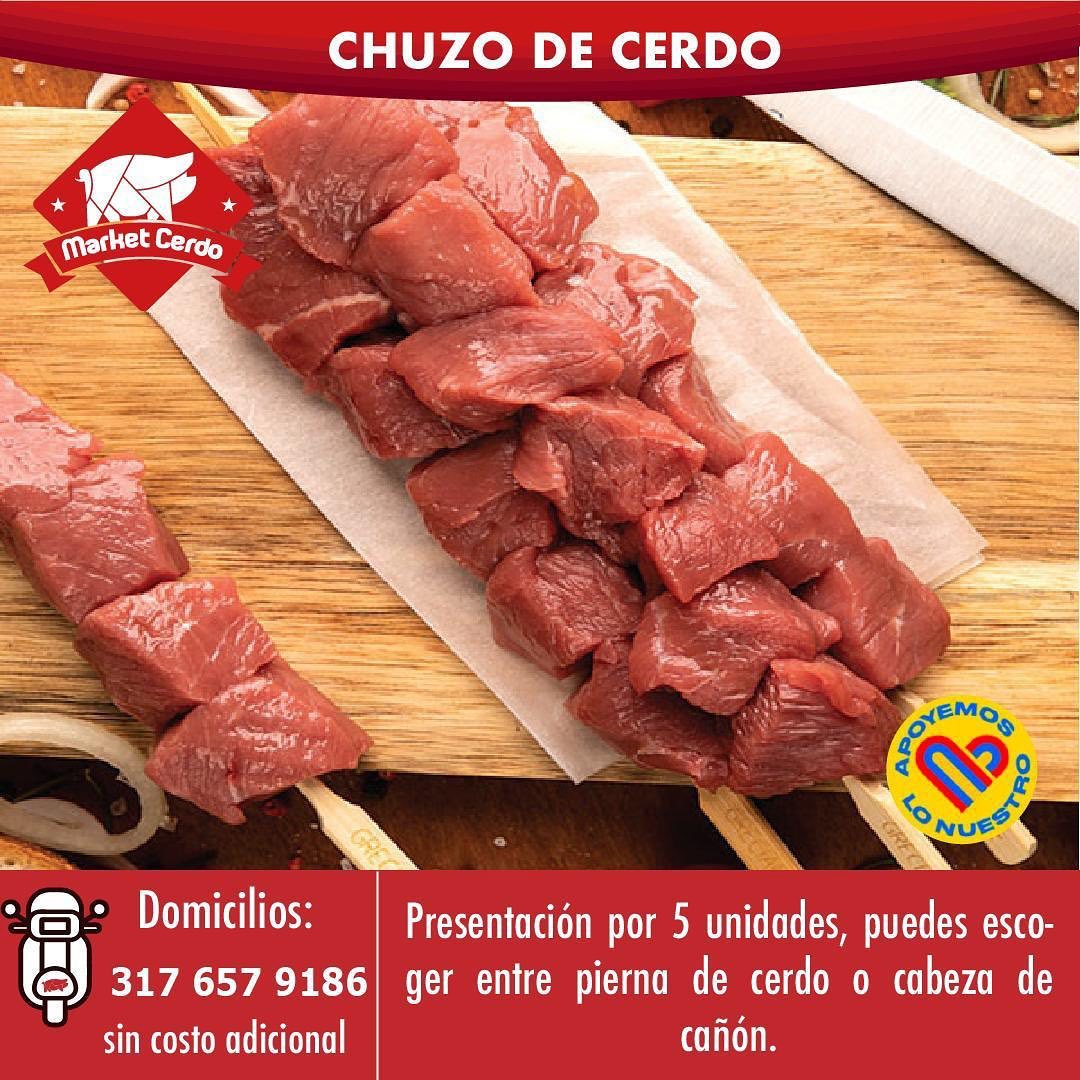 CHUZO DE CERDO
Market Cerdo
APOYEMOS
LO NUESTRO
Domicilios:
317 657 9186
sin costo adicional
Presentación por 5 unidades, puedes esco-
ger entre pierna de cerdo o cabeza de
cañón.